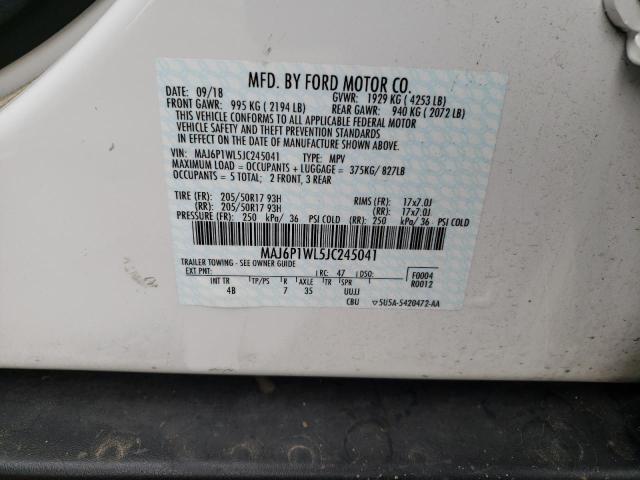 MFD. BY FORD MOTOR CO.
DATE: 09/18 GVWR: 1929 KG ( 4253 LB)
FRONT GAWR: 995 KG ( 2194 LB) REAR GAWR: 940 KG ( 2072 LB)
THIS VEHICLE CONFORMS TO ALL APPLICABLE FEDERAL MOTOR
VEHICLE SAFETY AND THEFT PREVENTION STANDARDS
IN EFFECT ON THE DATE OF MANUFACTURE SHOWN ABOVE.
VIN: MAJ6P1WL5JC245041 TYPE: MPV
MAXIMUM LOAD = OCCUPANTS + LUGGAGE = 375KG/ 827LB
OCCUPANTS = 5 TOTAL; 2 FRONT, 3 REAR
TIRE (FR): 205/50R17 93H RIMS (FR): 17x7.0J
(RR): 205/50R17 93H (RR): 17x7.0J
PRESSURE (FR): 250 kPa/ 36 PSI COLD (RR): 250 kPa/ 36 PSI COLD
MAJ6P1WL5JC245041
TRAILER TOWING - SEE OWNER GUIDE
EXT PNT: RC: 47 DSO: F0004
R0012
INT TR TP/PS R AXLE TR SPR
4B 7 35 UUJJ
CBU 5U5A-5420472-AA